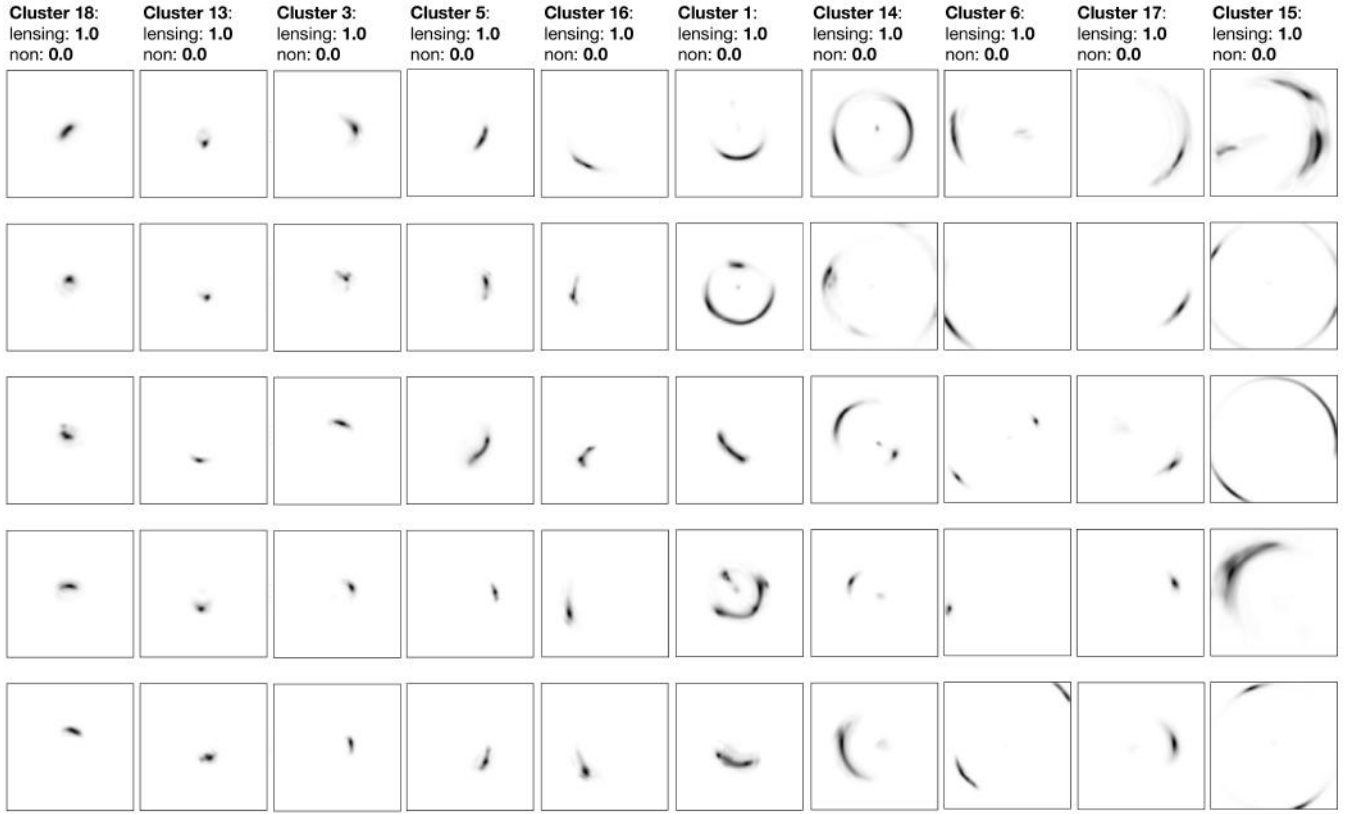 Cluster 18:
lensing: 1.0
non: 0.0
Cluster 13:
lensing: 1.0
non: 0.0
Cluster 3:
lensing: 1.0
non: 0.0
Cluster 5:
lensing: 1.0
non: 0.0
Cluster 16:
lensing: 1.0
non: 0.0
Cluster 1:
lensing: 1.0
non: 0.0
Cluster 14:
lensing: 1.0
non: 0.0
Cluster 6:
lensing: 1.0
non: 0.0
Cluster 17:
lensing: 1.0
non: 0.0
Cluster 15:
lensing: 1.0
non: 0.0